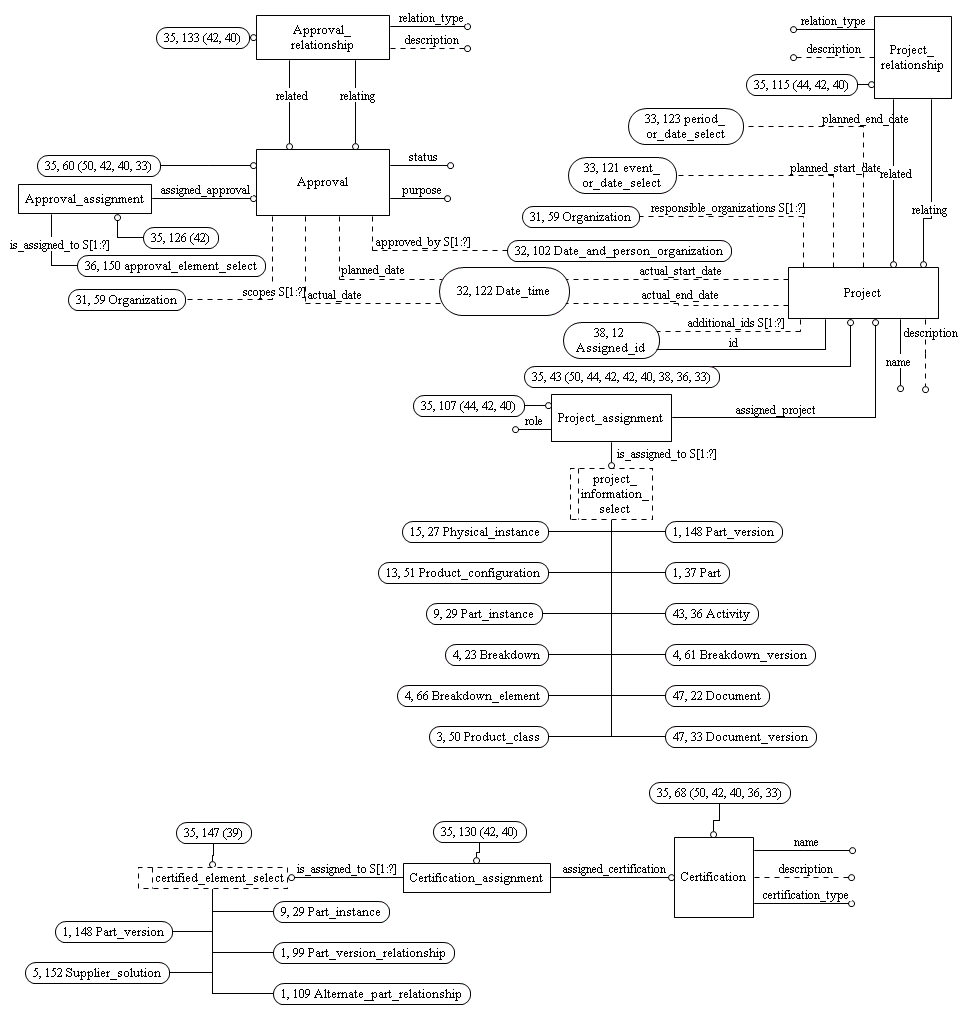 relation_type
35, 133 (42, 40)
Approval_
relationship
description
related
relating
relation_type
description
Project_
relationship
35, 115 (44, 42, 40)
33, 123 period_
or_date_select
planned_end_date
33, 121 event_
or_date_select
planned_start_date
related
relating
35, 60 (50, 42, 40, 33)
Approval
status
purpose
Approval_assignment
assigned_approval
35, 126 (42)
is_assigned_to S[1:?]
36, 150 approval_element_select
31, 59 Organization
scopes S[1:?]
actual_date
planned_date
approved_by S[1:?]
32, 102 Date_and_person_organization
31, 59 Organization
responsible_organizations S[1:?]
32, 122 Date_time
actual_start_date
actual_end_date
Project
38, 12
Assigned_id
additional_ids S[1:?]
id
description
name
35, 43 (50, 44, 42, 42, 40, 38, 36, 33)
35, 107 (44, 42, 40)
role
Project_assignment
assigned_project
is_assigned_to S[1:?]
project_
information_
select
15, 27 Physical_instance
1, 148 Part_version
13, 51 Product_configuration
1, 37 Part
9, 29 Part_instance
43, 36 Activity
4, 23 Breakdown
4, 61 Breakdown_version
4, 66 Breakdown_element
47, 22 Document
3, 50 Product_class
47, 33 Document_version
35, 68 (50, 42, 40, 36, 33)
35, 147 (39)
35, 130 (42, 40)
certified_element_select
is_assigned_to S[1:?]
Certification_assignment
assigned_certification
Certification
name
description
certification_type
9, 29 Part_instance
1, 148 Part_version
1, 99 Part_version_relationship
5, 152 Supplier_solution
1, 109 Alternate_part_relationship